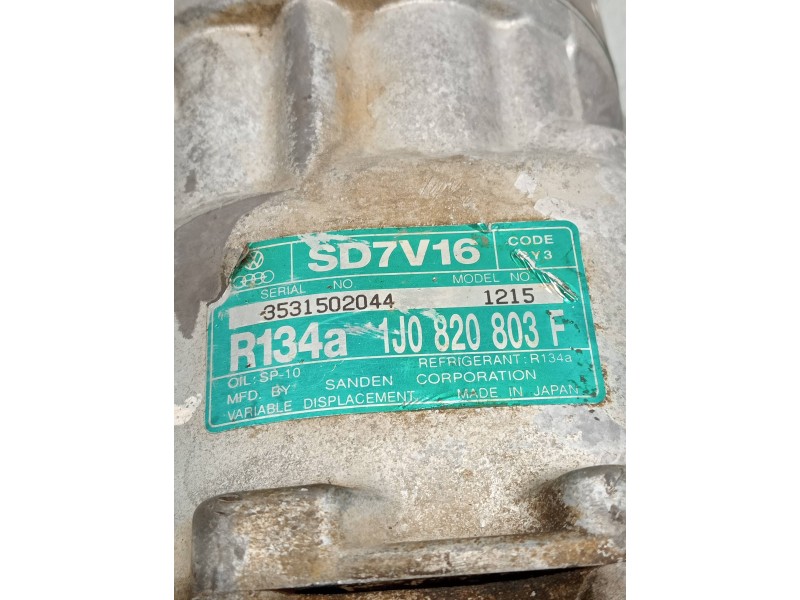 SD7V16
CODE
Y3
SERIAL NO
MODEL NO
3531502044 1215
R134a 1J0 820 803 F
REFRIGERANT: R134a
OIL: SP-10
MFD. BY SANDEN CORPORATION
VARIABLE DISPLACEMENT MADE IN JAPAN